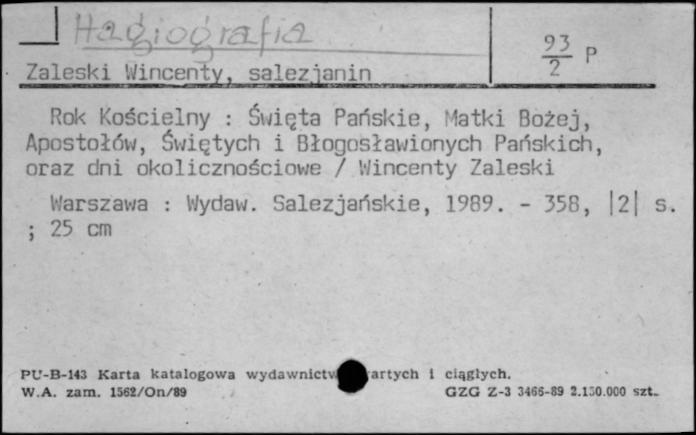 Hagiografia
93
2 P
Zaleski Wincenty, salezjanin
Rok Kościelny : Święta Pańskie, Matki Bożej,
Apostołów, Świętych i Błogosławionych Pańskich,
oraz dni okolicznościowe / Wincenty Zaleski
Warszawa : Wydaw. Salezjańskie, 1989. - 358, |2| s.
; 25 cm
PU-B-143 Karta katalogowa i ciągłych.
W.A. zam. 1562/On/89 GZG Z-3 3466-89 2.150.000 szt.